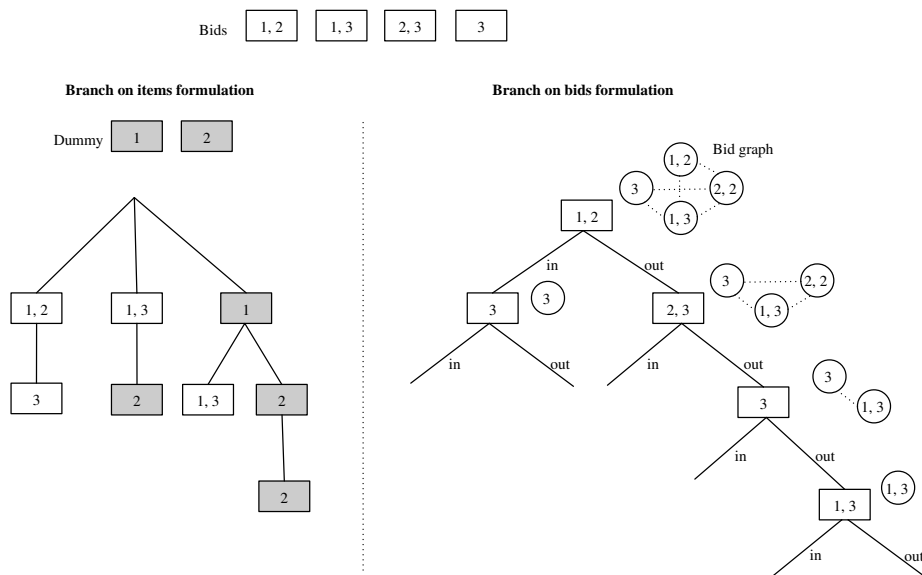 Bids 1, 2 1, 3 2, 3 3
Branch on items formulation
Branch on bids formulation
Dummy 1 2
Bid graph
1, 2
3 2, 2
1, 3
1, 2
in out
1, 2 1, 3 1
3 3
2, 3
3 2, 2
1, 3
in out in out
3 2 1, 3 2
3
3 1, 3
in out
2
1, 3 1, 3
in out